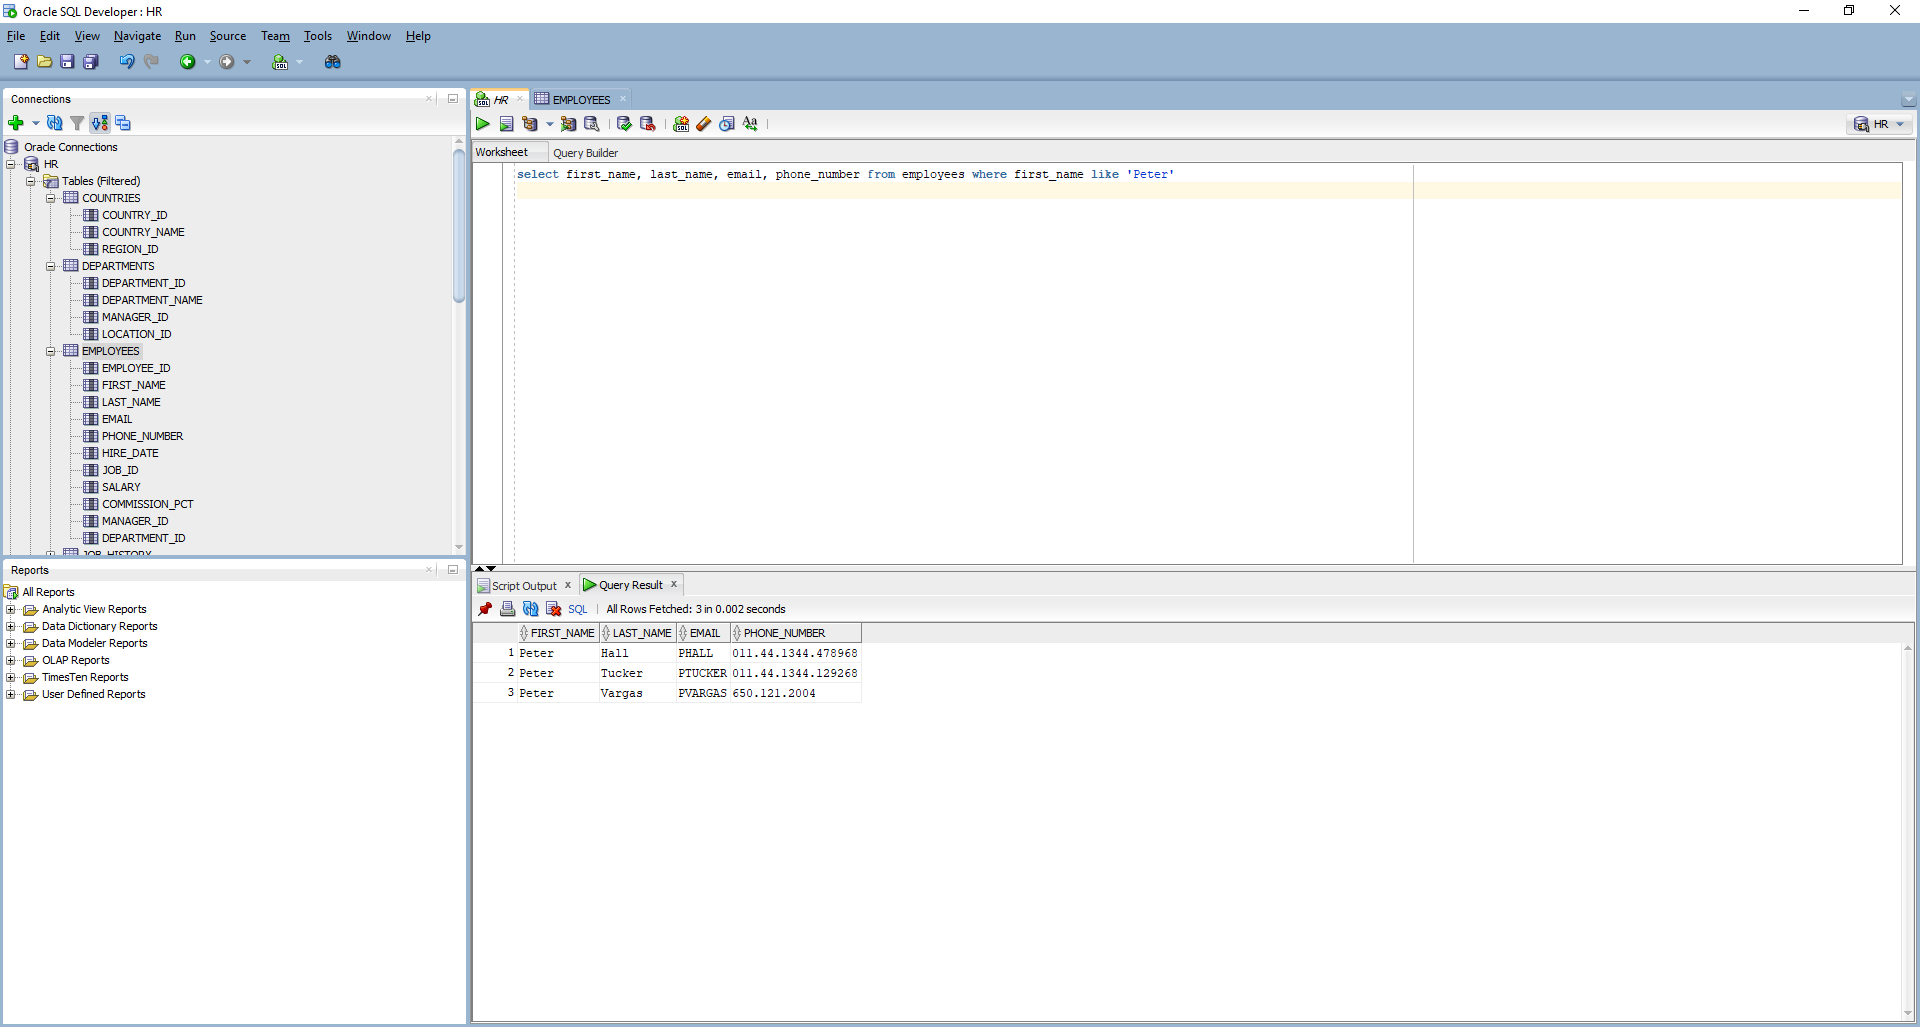 Oracle SQL Developer : HR
File Edit View Navigate Run Source Team Tools Window Help
Connections
Oracle Connections
HR
Tables (Filtered)
COUNTRIES
COUNTRY_ID
COUNTRY_NAME
REGION_ID
DEPARTMENTS
DEPARTMENT_ID
DEPARTMENT_NAME
MANAGER_ID
LOCATION_ID
EMPLOYEES
EMPLOYEE_ID
FIRST_NAME
LAST_NAME
EMAIL
PHONE_NUMBER
HIRE_DATE
JOB_ID
SALARY
COMMISSION_PCT
MANAGER_ID
DEPARTMENT_ID
JOB_HISTORY
Reports
All Reports
Analytic View Reports
Data Dictionary Reports
Data Modeler Reports
OLAP Reports
TimesTen Reports
User Defined Reports
HR EMPLOYEES
HR
Worksheet Query Builder
select first_name, last_name, email, phone_number from employees where first_name like 'Peter'
Script Output x Query Result x
SQL | All Rows Fetched: 3 in 0.002 seconds
FIRST_NAME LAST_NAME EMAIL PHONE_NUMBER
1 Peter Hall PHALL 011.44.1344.478968
2 Peter Tucker PTUCKER 011.44.1344.129268
3 Peter Vargas PVARGAS 650.121.2004